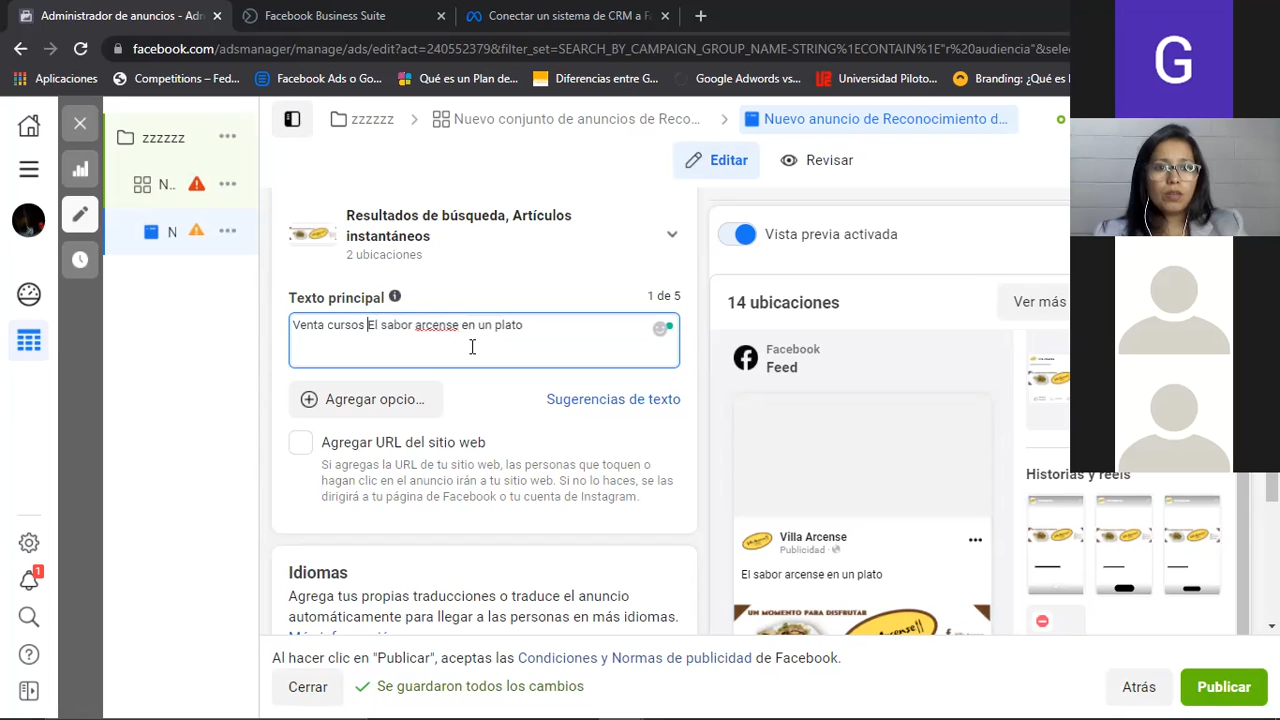 Administrador de anuncios
Facebook Business Suite
Conectar un sistema de CRM a F
facebook.com/adsmanager/manage/ads/edit?act=240352379&filter_set=SEARCH_BY_CAMPAIGN_GROUP_NAME-STRING%1ECONTAIN%1E"r%20audiencia"&selec
Aplicaciones
Competitions – Fed...
Facebook Ads o Go...
Qué es un Pn date...
Diferencias entre G...
Google Adwords vs...
Universidad Robert...
Branding: ¿Qué es l
zzzzzz
Nuevo conjunto de anuncios de Reco...
Nuevo anuncio de Reconocimiento d...
Editar
Revisar
zzzzzz
N..
N
Resultados de búsqueda, Artículos
instantáneos
2 ubicaciones
Texto principal
1 de 5
Venta cursos El sabor arcense en un plato
Agregar opcio...
Sugerencias de texto
Agregar URL del sitio web
Si agregas la URL de tu sitio web, las personas que toquen o
hagan clic en tu anuncio irán a tu sitio web. Si no lo haces, se las
dirigirá a tu página de Facebook o tu cuenta de Instagram.
Idiomas
Agrega tus propias traducciones o traduce el anuncio
automáticamente para llegar a las personas en más idiomas.
Más información
Vista previa activada
14 ubicaciones
Ver más
Facebook
Feed
Villa Arcense
Publicidad
El sabor arcense en un plato
UN MOMENTO PARA DISFRUTAR
Historias y reels
G
1
Al hacer clic en "Publicar", aceptas las Condiciones y Normas de publicidad de Facebook.
Cerrar
Se guardaron todos los cambios
Atrás
Publicar